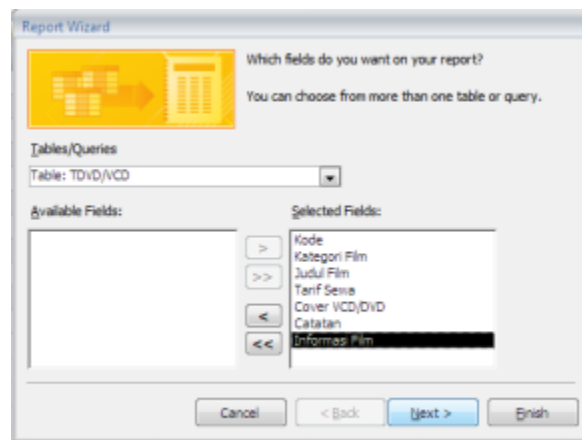 Report Wizard
Which fields do you want on your report?
You can choose from more than one table or query.
Tables/Queries
Table: TDVD/VCD
Available Fields:
Selected Fields:
>
>>
<
<<
Kode
Kategori Film
Judul Film
Tarif Sewa
Cover VCD/DVD
Catatan
Informasi Film
Cancel
< Back
Next >
Finish